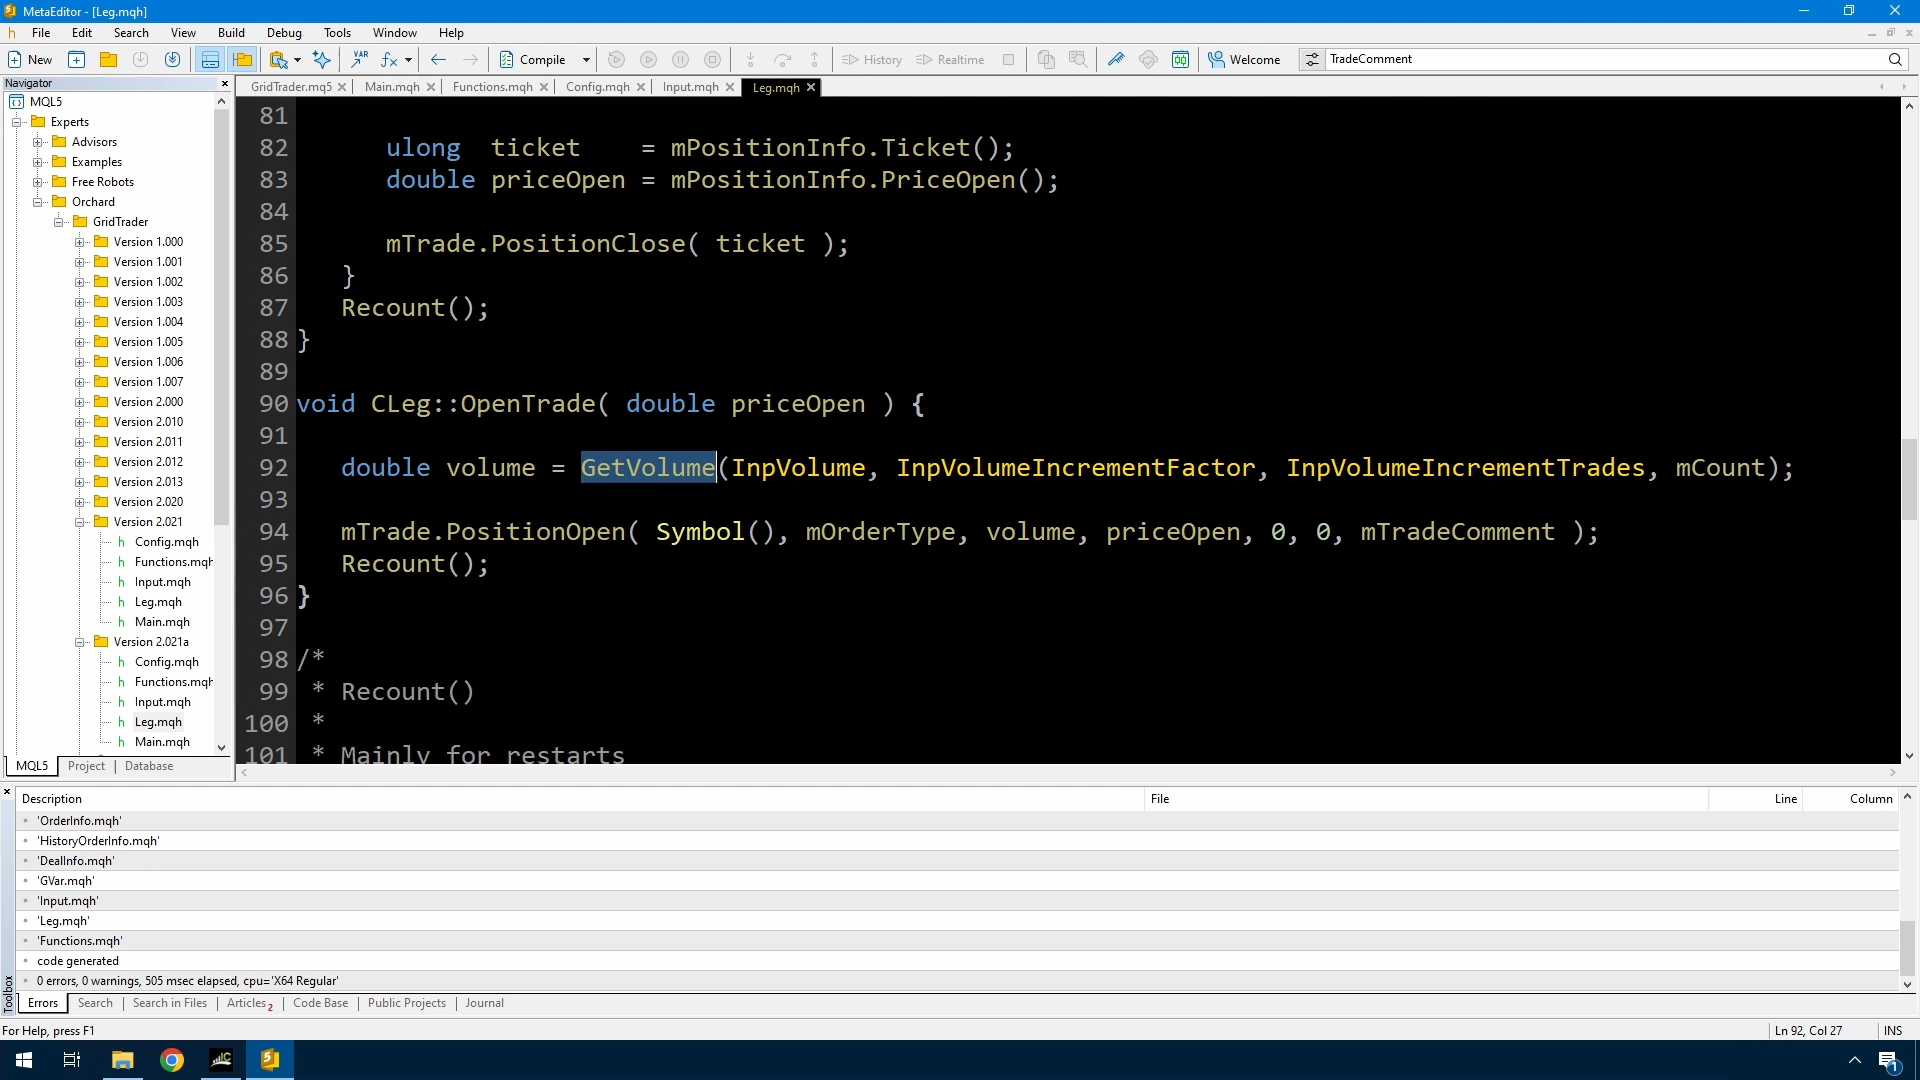 MetaEditor - [Leg.mqh]
File Edit Search View Build Debug Tools Window Help
New VAR Compile History Realtime Welcome TradeComment
Navigator
MQL5
Experts
Advisors
Examples
Free Robots
Orchard
GridTrader
Version 1.000
Version 1.001
Version 1.002
Version 1.003
Version 1.004
Version 1.005
Version 1.006
Version 1.007
Version 2.000
Version 2.010
Version 2.011
Version 2.012
Version 2.013
Version 2.020
Version 2.021
Config.mqh
Functions.mqh
Input.mqh
Leg.mqh
Main.mqh
Version 2.021a
Config.mqh
Functions.mqh
Input.mqh
Leg.mqh
Main.mqh
MQL5 Project Database
GridTrader.mq5 Main.mqh Functions.mqh Config.mqh Input.mqh Leg.mqh
81
82 ulong ticket = mPositionInfo.Ticket();
83 double priceOpen = mPositionInfo.PriceOpen();
84
85 mTrade.PositionClose( ticket );
86 }
87 Recount();
88 }
89
90 void CLeg::OpenTrade( double priceOpen ) {
91
92 double volume = GetVolume(InpVolume, InpVolumeIncrementFactor, InpVolumeIncrementTrades, mCount);
93
94 mTrade.PositionOpen( Symbol(), mOrderType, volume, priceOpen, 0, 0, mTradeComment );
95 Recount();
96 }
97
98 /*
99 * Recount()
100 *
101 * Mainly for restarts
Description File Line Column
'OrderInfo.mqh'
'HistoryOrderInfo.mqh'
'DealInfo.mqh'
'GVar.mqh'
'Input.mqh'
'Leg.mqh'
'Functions.mqh'
code generated
0 errors, 0 warnings, 505 msec elapsed, cpu='X64 Regular'
Toolbox
Errors Search Search in Files Articles 2 Code Base Public Projects Journal
For Help, press F1 Ln 92, Col 27 INS
1